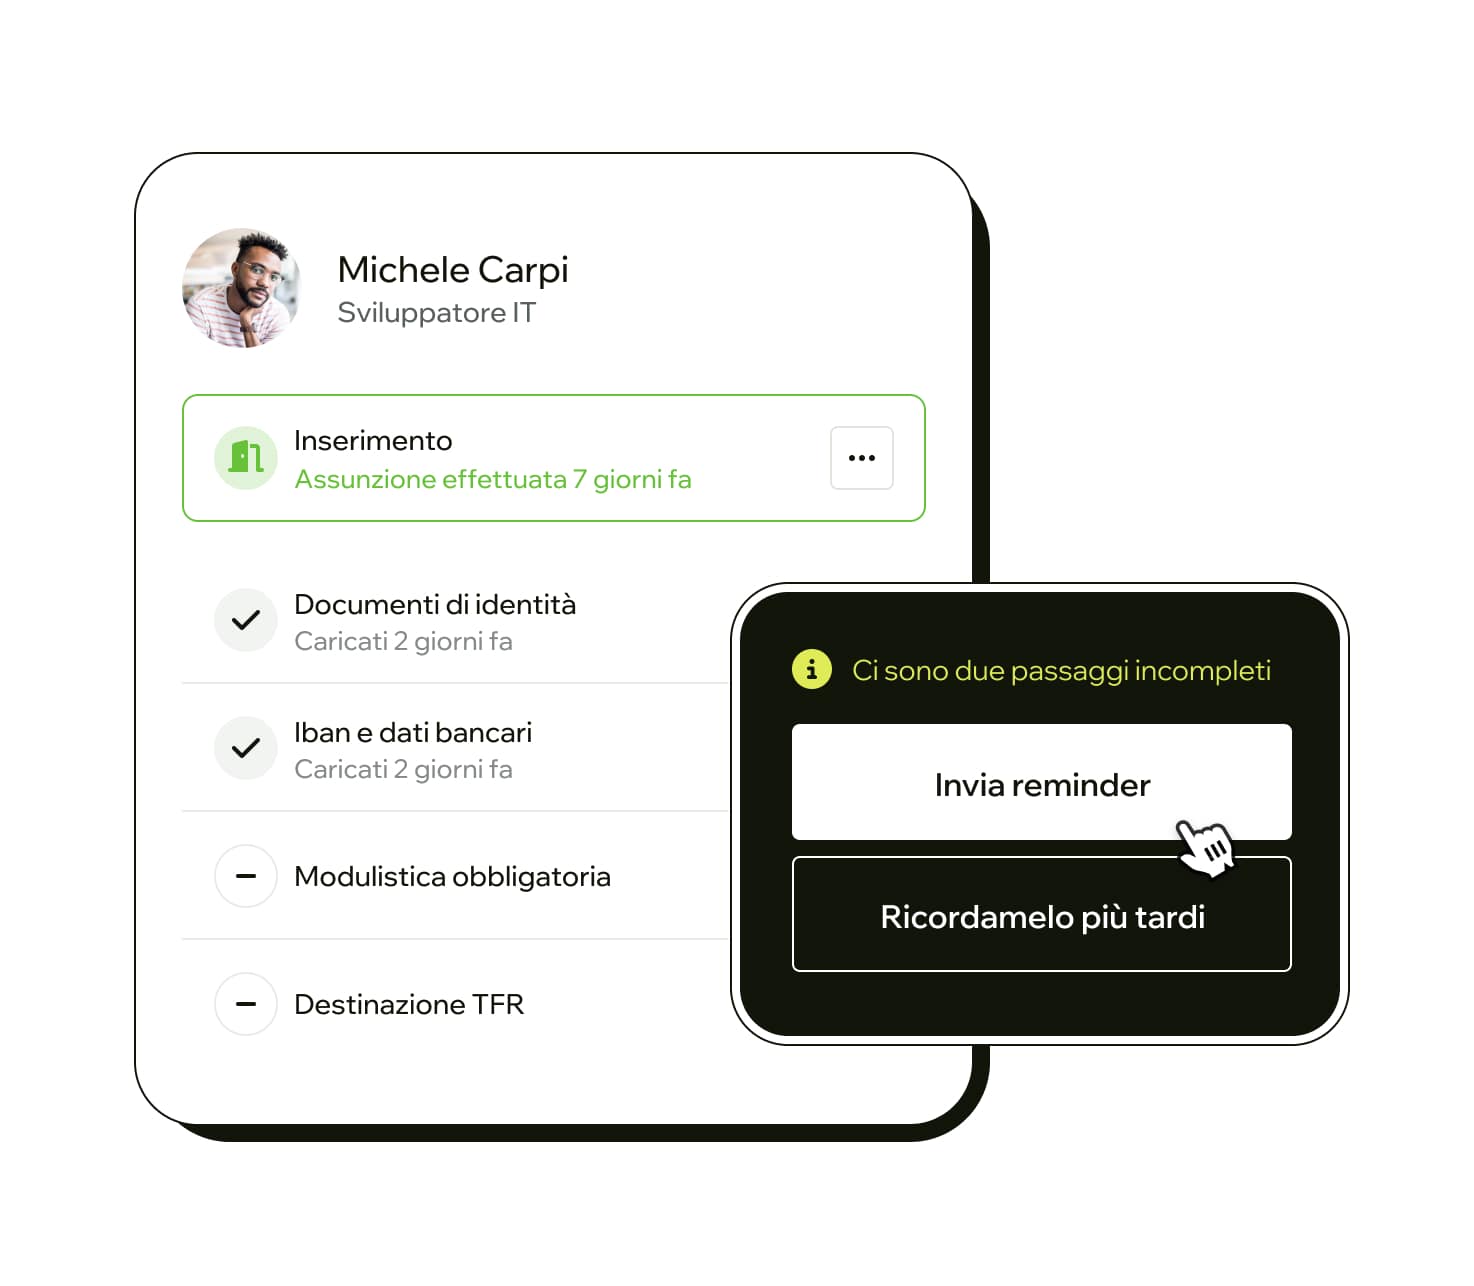 Michele Carpi
Sviluppatore IT
Inserimento
Assunzione effettuata 7 giorni fa
Documenti di identità
Caricati 2 giorni fa
Iban e dati bancari
Caricati 2 giorni fa
Modulistica obbligatoria
Destinazione TFR
Ci sono due passaggi incompleti
Invia reminder
Ricordamelo più tardi